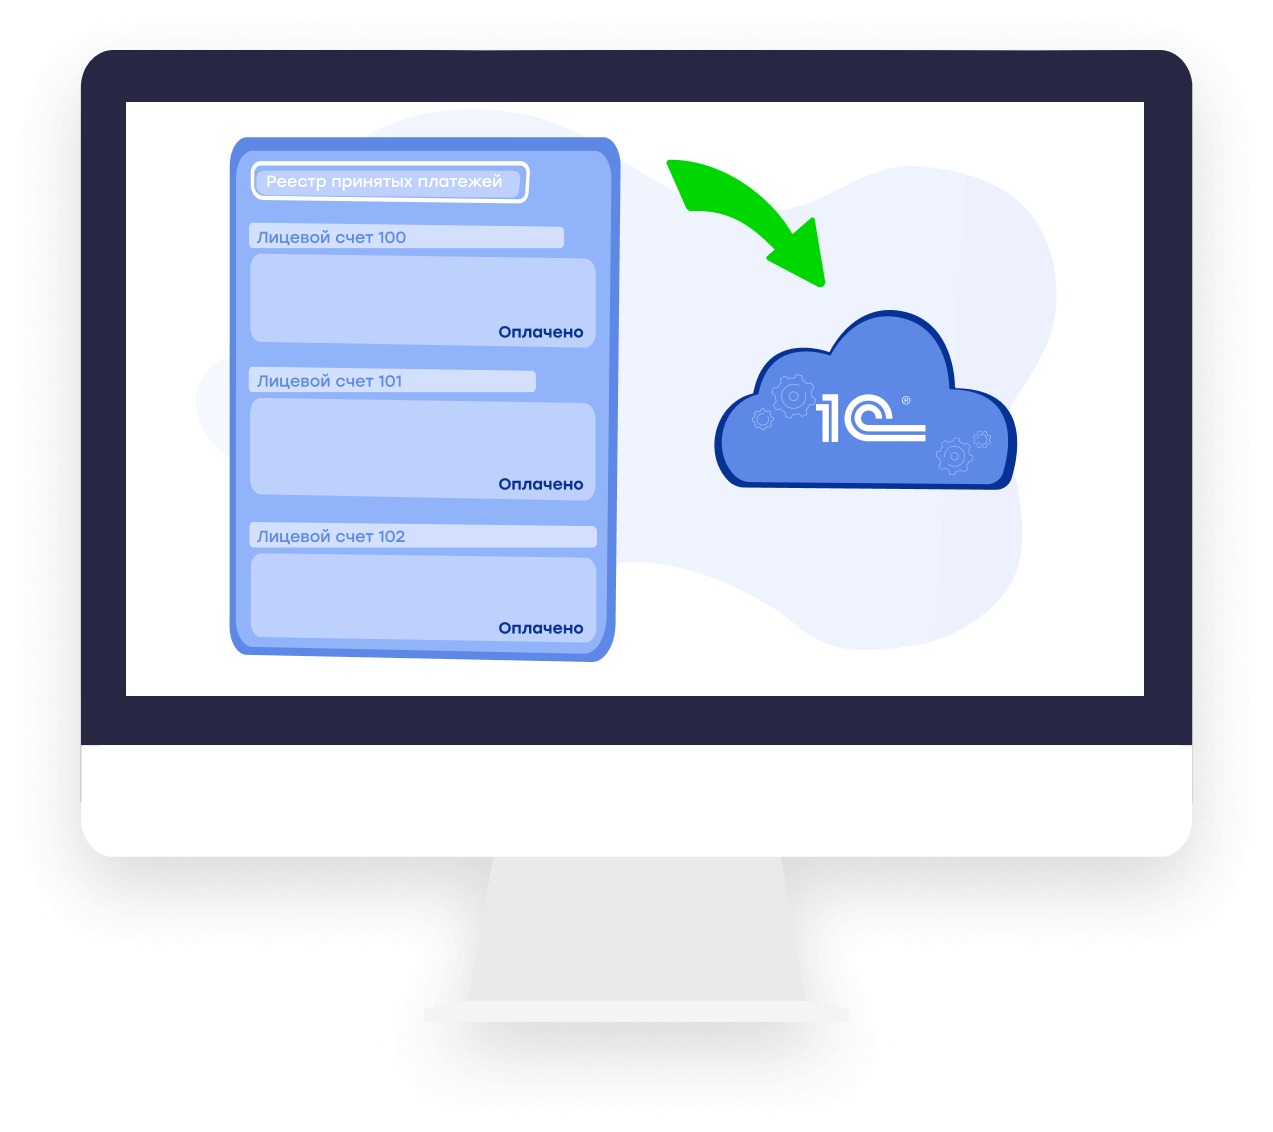 Реестр принятых платежей
Лицевой счет 100
Оплачено
Лицевой счет 101
Оплачено
Лицевой счет 102
Оплачено
1С®